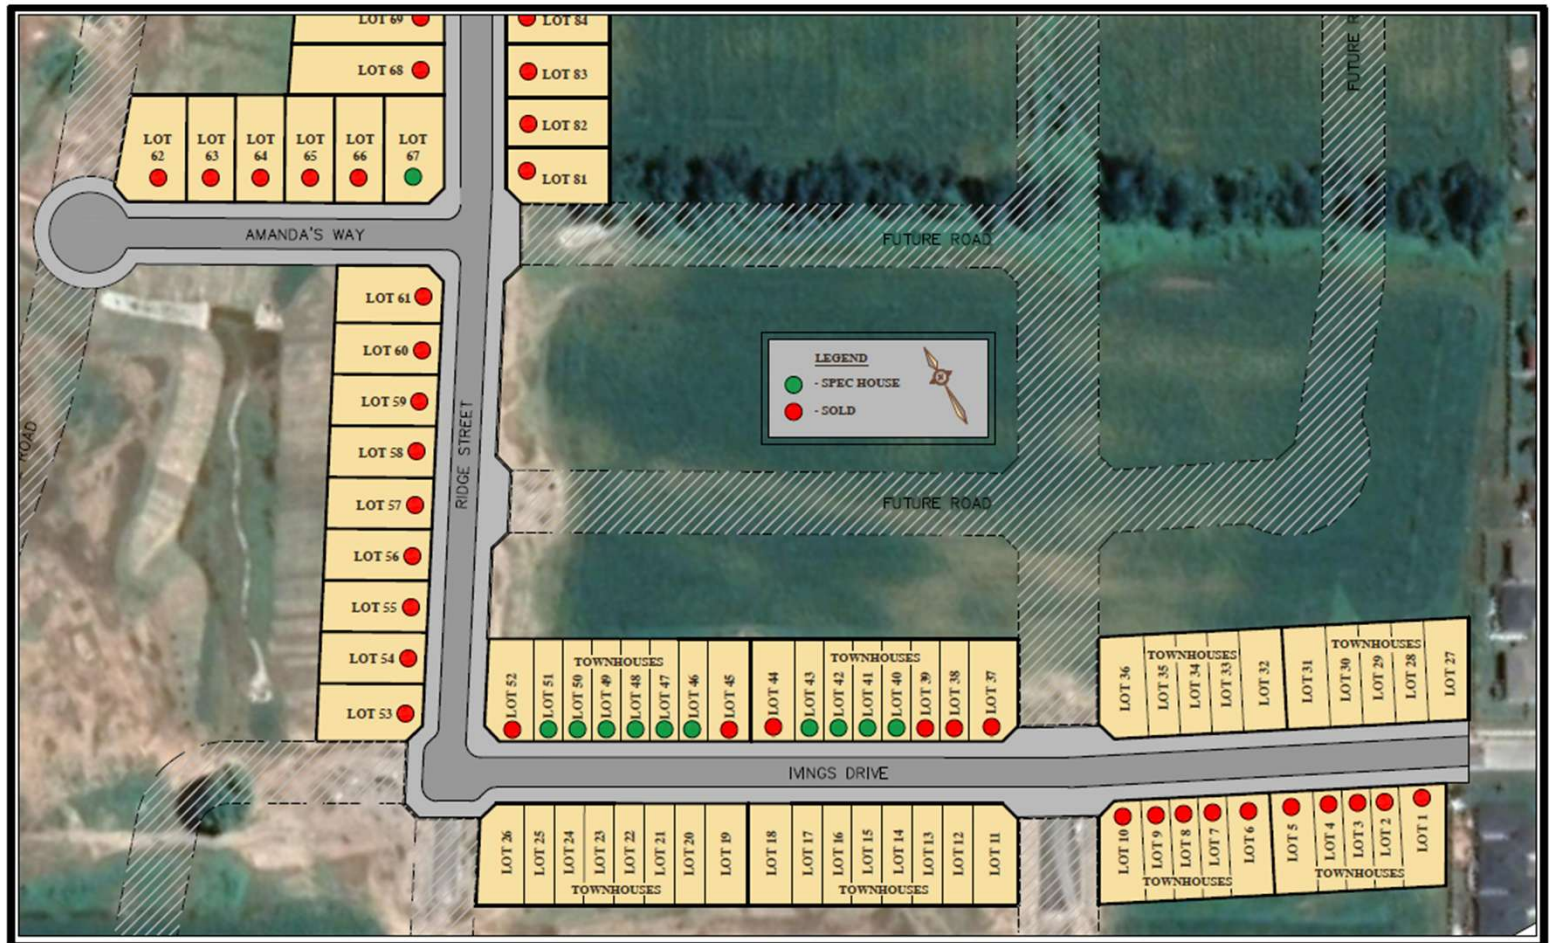 LOT 69
LOT 84
LOT 68
LOT 83
FUTURE R
LOT 82
LOT
62
LOT
63
LOT
64
LOT
65
LOT
66
LOT
67
LOT 81
AMANDA'S WAY
FUTURE ROAD
LOT 61
LOT 60
LEGEND
- SPEC HOUSE
- SOLD
LOT 59
ROAD
RIDGE STREET
LOT 58
LOT 57
FUTURE ROAD
LOT 56
LOT 55
LOT 54
LOT 53
TOWNHOUSES
LOT 52
LOT 51
LOT 50
LOT 49
LOT 48
LOT 47
LOT 46
LOT 45
TOWNHOUSES
LOT 44
LOT 43
LOT 42
LOT 41
LOT 40
LOT 39
LOT 38
LOT 37
TOWNHOUSES
LOT 36
LOT 35
LOT 34
LOT 33
LOT 32
TOWNHOUSES
LOT 31
LOT 30
LOT 29
LOT 28
LOT 27
IVINGS DRIVE
LOT 26
LOT 25
LOT 24
LOT 23
LOT 22
LOT 21
LOT 20
LOT 19
TOWNHOUSES
LOT 18
LOT 17
LOT 16
LOT 15
LOT 14
LOT 13
LOT 12
LOT 11
TOWNHOUSES
LOT 10
LOT 9
LOT 8
LOT 7
LOT 6
TOWNHOUSES
LOT 5
LOT 4
LOT 3
LOT 2
LOT 1
TOWNHOUSES